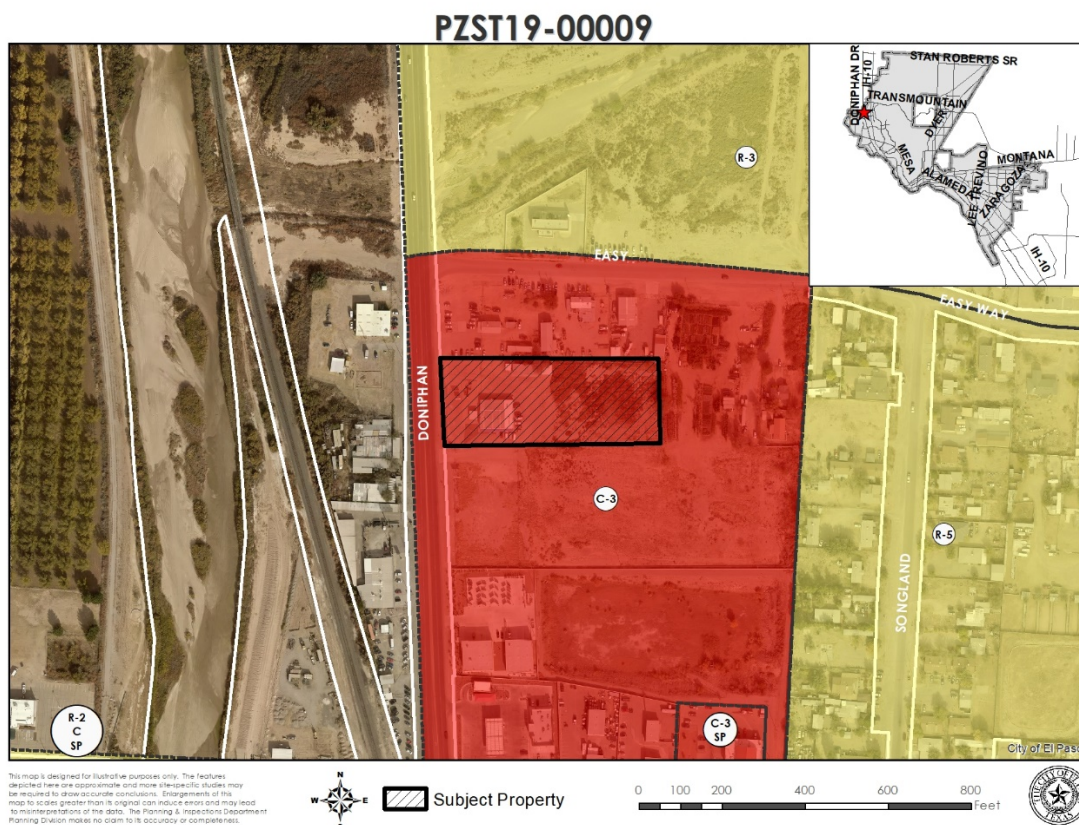 PZST19-00009
DONIPHAN DR
IH-10
STAN ROBERTS SR
TRANSMOUNTAIN
DYER
MESA
MONTANA
ALAMEDA
LEE TREVINO
ZARAGOZA
IH-10
R-3
EASY
EASY WAY
DONIPHAN
C-3
R-5
SONGLAND
C-3
SP
R-2
C
SP
City of El Paso
This map is designed for illustrative purposes only. The features
depicted here are approximate and more site-specific studies may
be required to draw accurate conclusions. Enlargements of this
map to scales greater than its original can induce errors and may lead
to misinterpretations of the data. The Planning & Inspections Department
Planning Division makes no claim to its accuracy or completeness.
N
W E
S
Subject Property
0 100 200 400 600 800
Feet